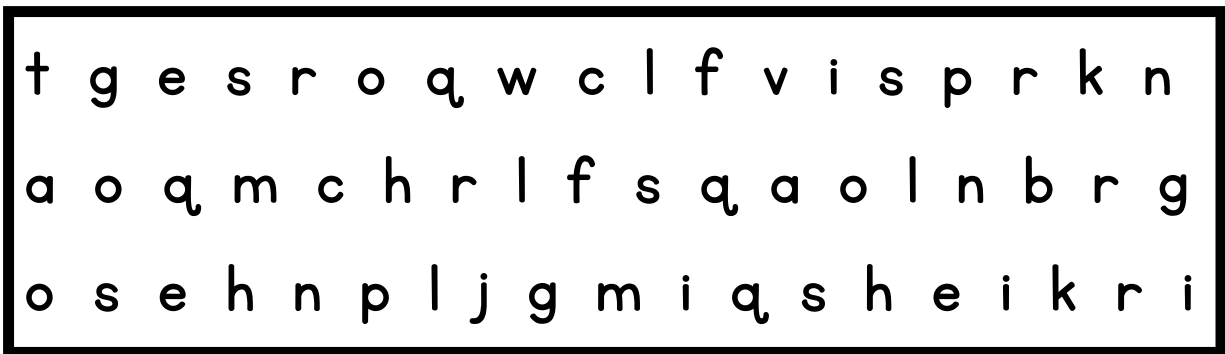 t g e s r o q w c l f v i s p r k n
a o q m c h r l f s q a o l n b r g
o s e h n p l j g m i q s h e i k r i